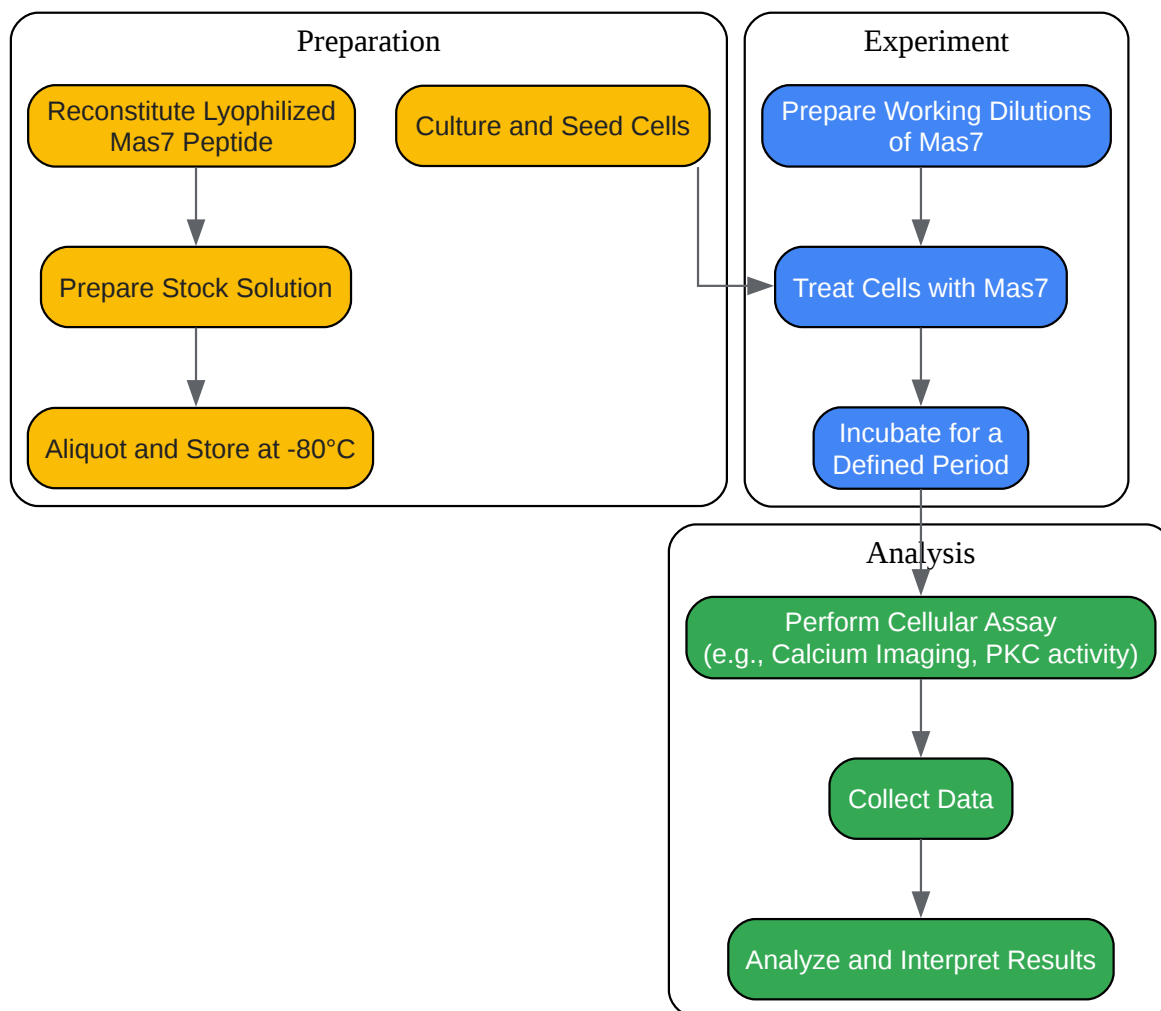 Preparation
Reconstitute Lyophilized
Mas7 Peptide
Culture and Seed Cells
Prepare Stock Solution
Aliquot and Store at -80°C
Experiment
Prepare Working Dilutions
of Mas7
Treat Cells with Mas7
Incubate for a
Defined Period
Analysis
Perform Cellular Assay
(e.g., Calcium Imaging, PKC activity)
Collect Data
Analyze and Interpret Results